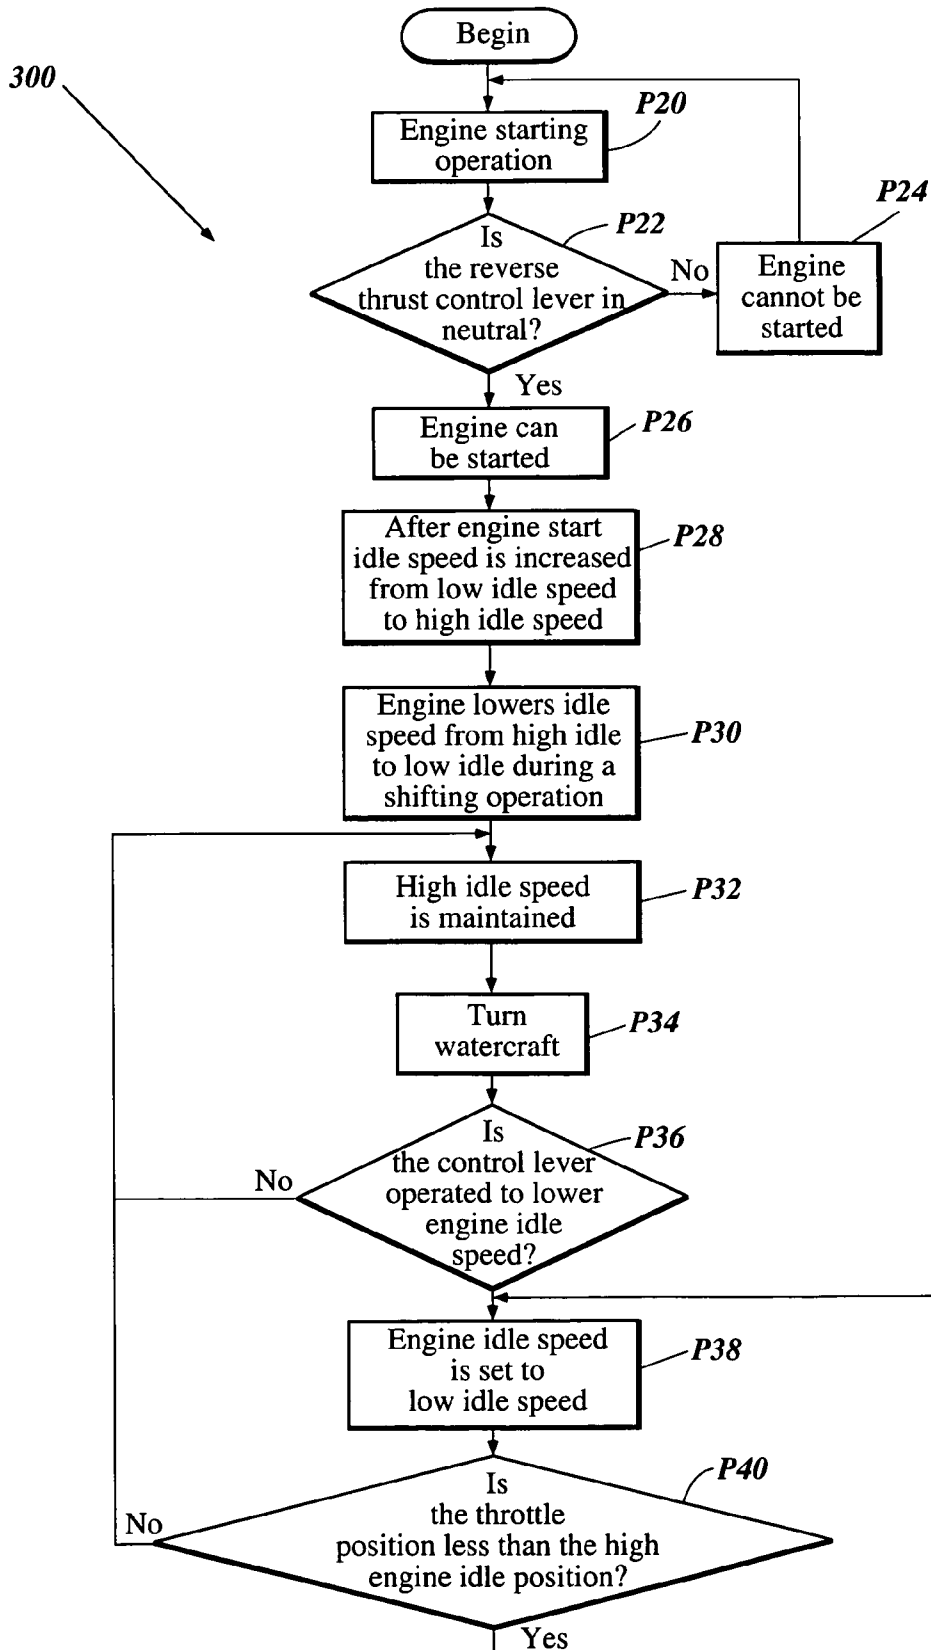 Begin
300
P20
Engine starting
operation
P24
P22
Is
the reverse
thrust control lever in
neutral?
No
Engine
cannot be
started
Yes
Engine can
be started
P26
After engine start
idle speed is increased
from low idle speed
to high idle speed
P28
Engine lowers idle
speed from high idle
to low idle during a
shifting operation
P30
High idle speed
is maintained
P32
Turn
watercraft
P34
Is
the control lever
operated to lower
engine idle
speed?
P36
No
Engine idle speed
is set to
low idle speed
P38
Is
the throttle
position less than the high
engine idle position?
P40
No
Yes